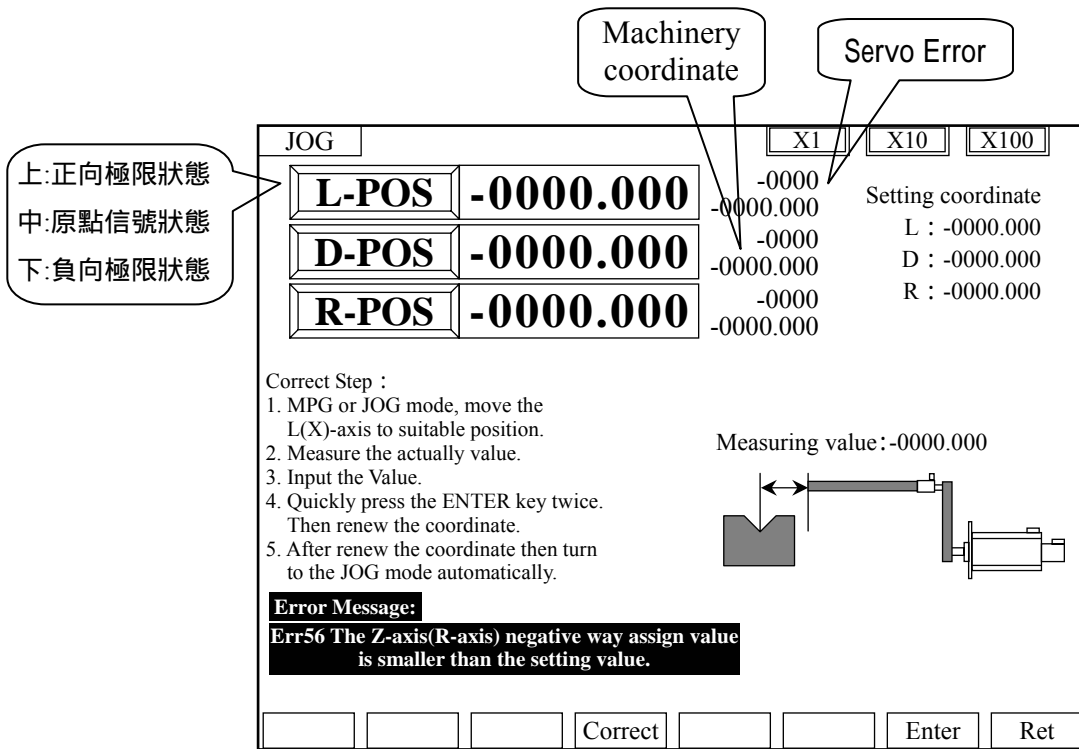 Machinery
coordinate
Servo Error
上:正向極限狀態
中:原點信號狀態
下:負向極限狀態
JOG
X1
X10
X100
L-POS
-0000.000
-0000
-0000.000
D-POS
-0000.000
-0000
-0000.000
R-POS
-0000.000
-0000
-0000.000
Setting coordinate
L：-0000.000
D：-0000.000
R：-0000.000
Correct Step：
1. MPG or JOG mode, move the
L(X)-axis to suitable position.
2. Measure the actually value.
3. Input the Value.
4. Quickly press the ENTER key twice.
Then renew the coordinate.
5. After renew the coordinate then turn
to the JOG mode automatically.
Measuring value：-0000.000
Error Message:
Err56 The Z-axis(R-axis) negative way assign value
is smaller than the setting value.
Correct
Enter
Ret